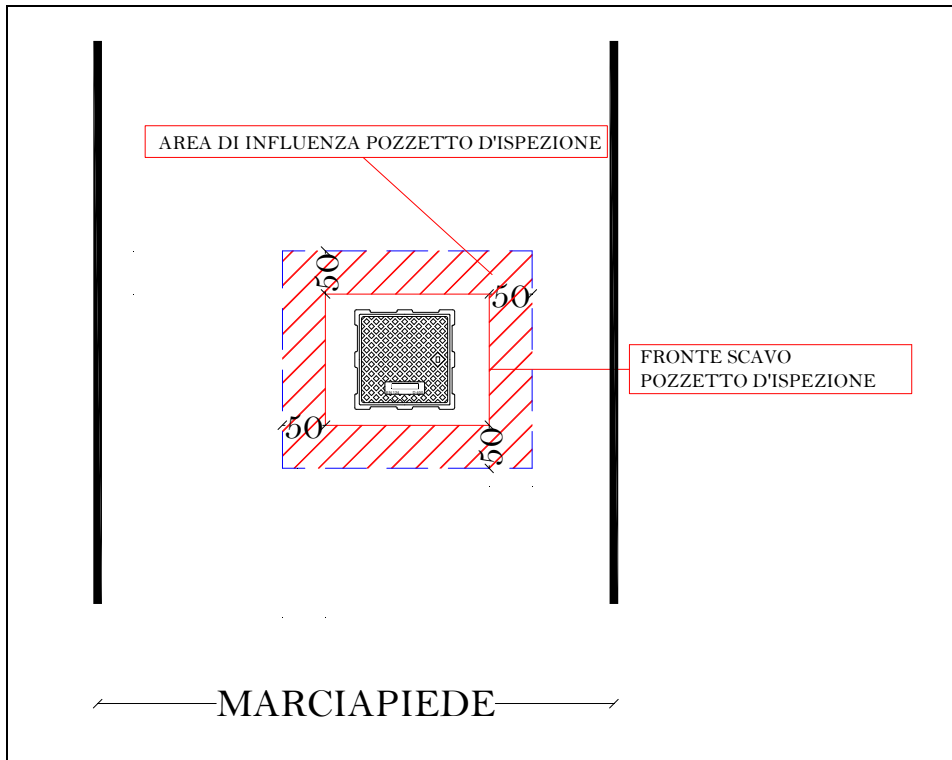 AREA DI INFLUENZA POZZETTO D'ISPEZIONE
50
50
FRONTE SCAVO
POZZETTO D'ISPEZIONE
50
50
MARCIAPIEDE